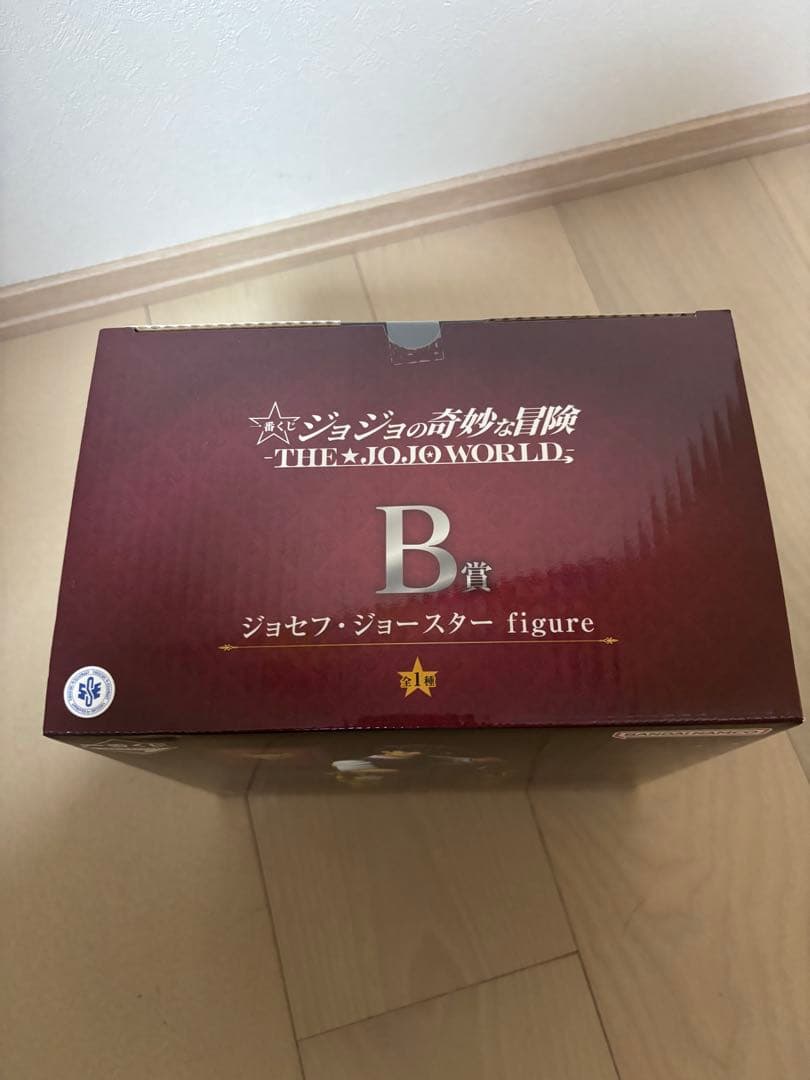 一番くじ ジョジョの奇妙な冒険
-THE★JOJO WORLD-
B賞
ジョセフ・ジョースター figure
全1種
BANDAI NAMCO